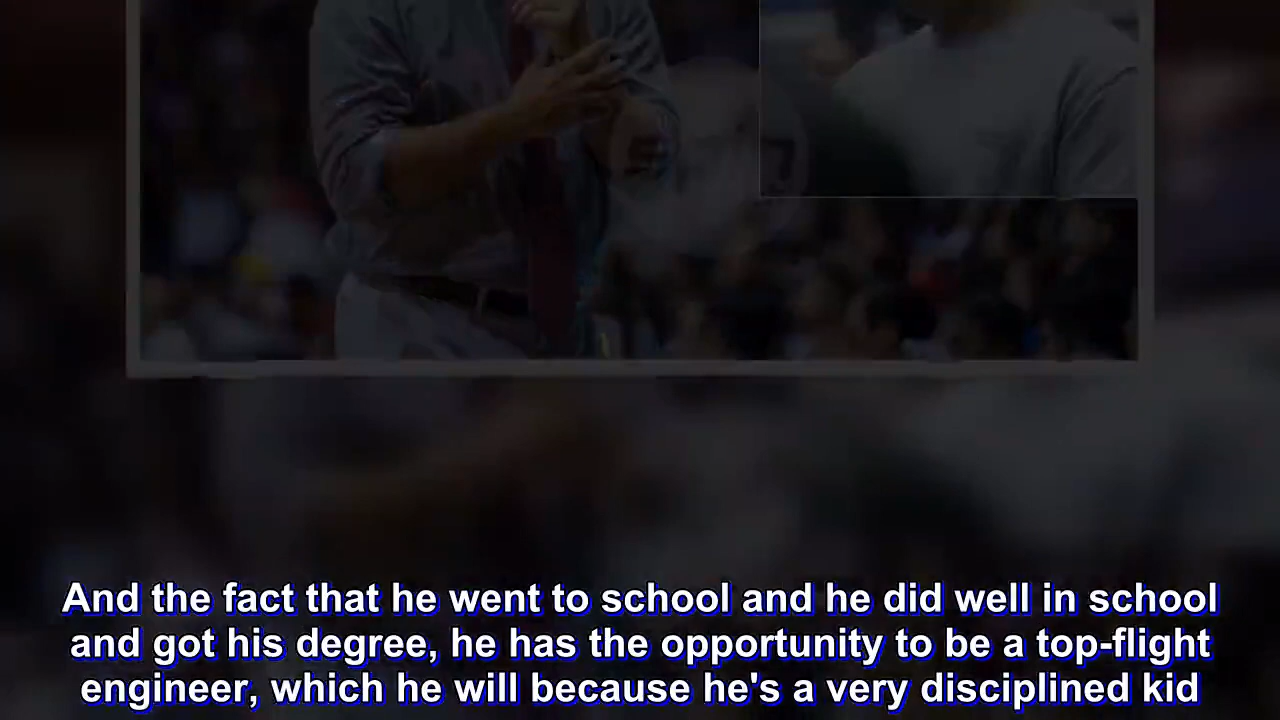 And the fact that he went to school and he did well in school
and got his degree, he has the opportunity to be a top-flight
engineer, which he will because he's a very disciplined kid